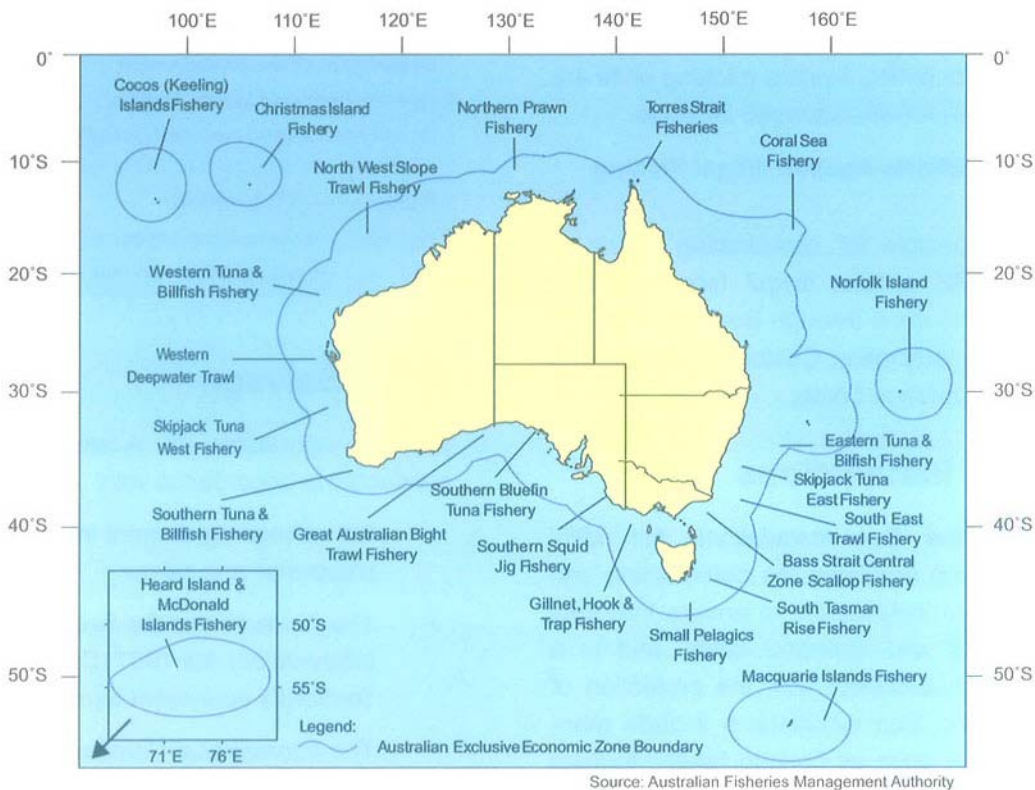 100°E 110°E 120°E 130°E 140°E 150°E 160°E
0° 0°
Cocos (Keeling)
Islands Fishery
Christmas Island
Fishery
Northern Prawn
Fishery
Torres Strait
Fisheries
Coral Sea
Fishery
10°S 10°S
North West Slope
Trawl Fishery
20°S 20°S
Western Tuna &
Billfish Fishery
Norfolk Island
Fishery
Western
Deepwater Trawl
30°S 30°S
Skipjack Tuna
West Fishery
Eastern Tuna &
Bilfish Fishery
Skipjack Tuna
East Fishery
Southern Tuna &
Billfish Fishery
Great Australian Bight
Trawl Fishery
Southern Bluefin
Tuna Fishery
Southern Squid
Jig Fishery
Gillnet, Hook &
Trap Fishery
Small Pelagics
Fishery
South East
Trawl Fishery
Bass Strait Central
Zone Scallop Fishery
South Tasman
Rise Fishery
40°S 40°S
Heard Island &
McDonald
Islands Fishery
50°S
55°S
71°E 76°E
50°S 50°S
Macquarie Islands Fishery
Legend:
Australian Exclusive Economic Zone Boundary
Source: Australian Fisheries Management Authority